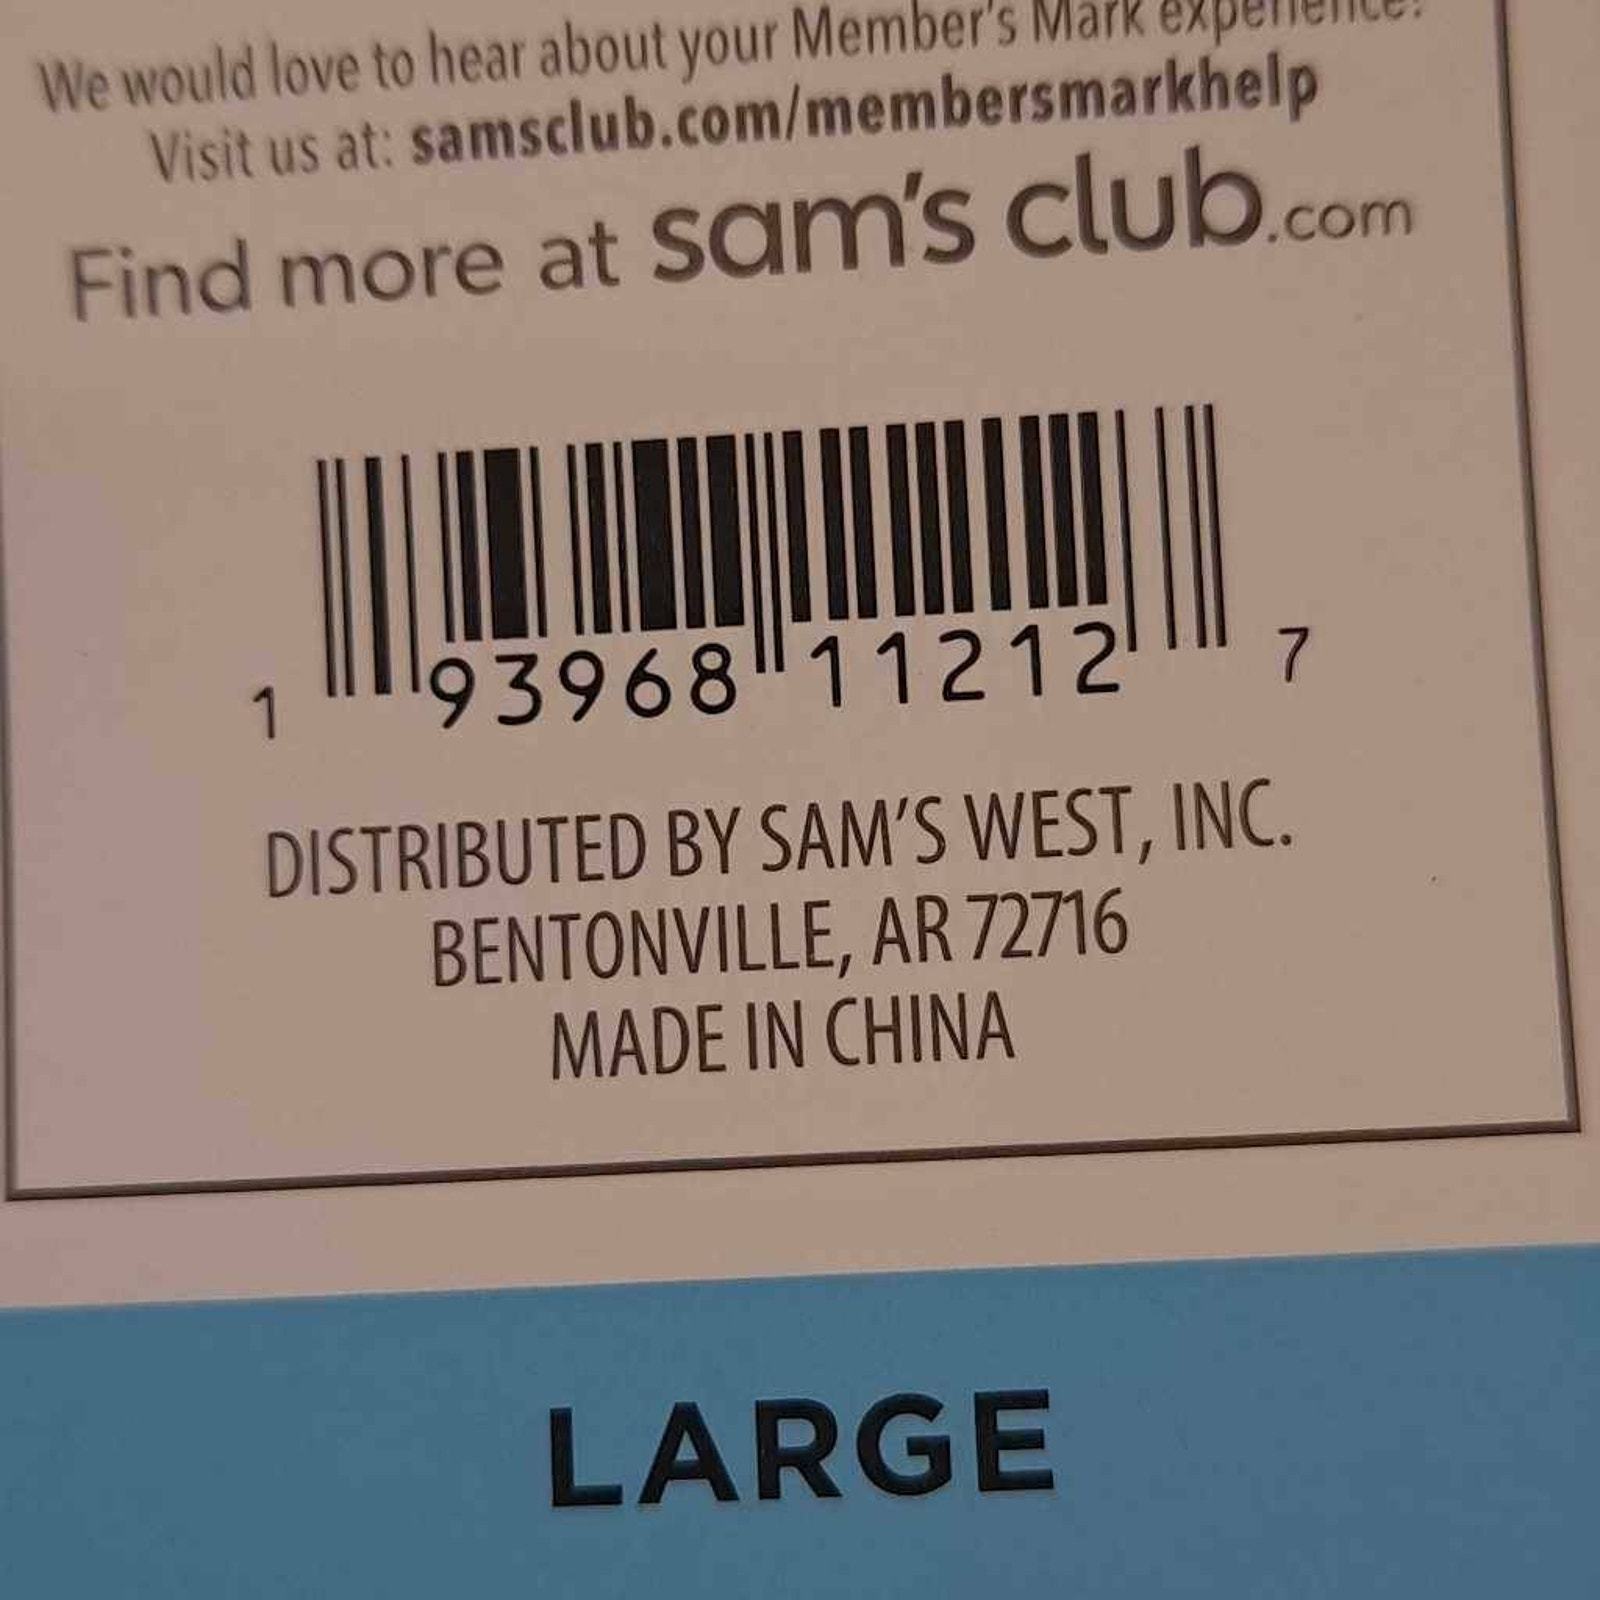 We would love to hear about your Member's Mark experience!
Visit us at: samsclub.com/membersmarkhelp
Find more at sam's club.com
1 93968 11212 7
DISTRIBUTED BY SAM'S WEST, INC.
BENTONVILLE, AR 72716
MADE IN CHINA
LARGE